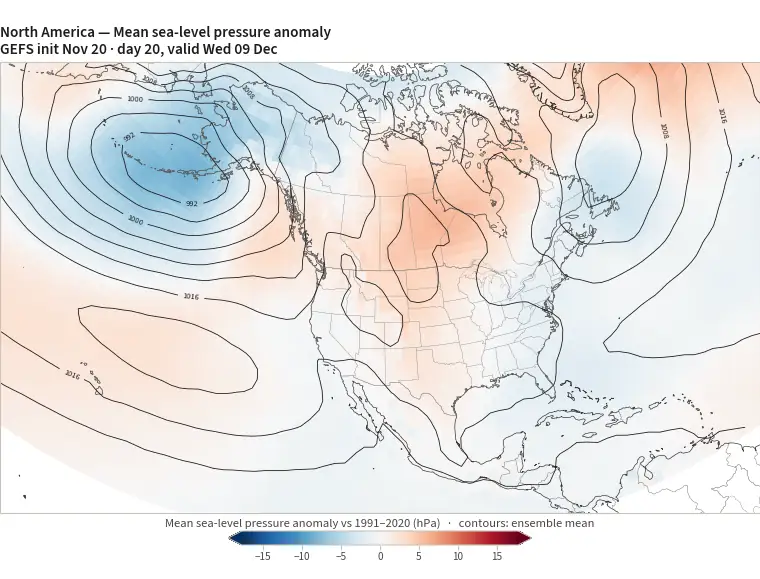 North America — Mean sea-level pressure anomaly
GEFS init Nov 20 · day 20, valid Wed 09 Dec
1008
1000
1008
992
992
1000
1016
1016
1008
1016
Mean sea-level pressure anomaly vs 1991–2020 (hPa) · contours: ensemble mean
−15 −10 −5 0 5 10 15